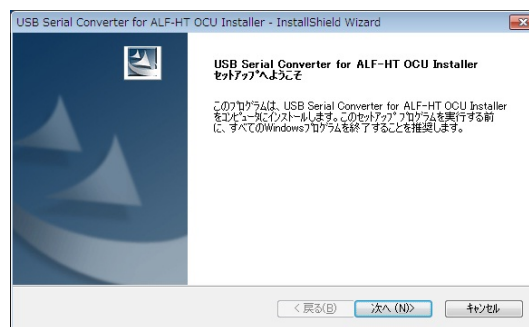 USB Serial Converter for ALF-HT OCU Installer - InstallShield Wizard
USB Serial Converter for ALF-HT OCU Installer
ｾｯﾄｱｯﾌﾟへようこそ
このﾌﾟﾛｸﾞﾗﾑは、USB Serial Converter for ALF-HT OCU Installer
をｺﾝﾋﾟｭｰﾀにｲﾝｽﾄｰﾙします。このｾｯﾄｱｯﾌﾟ ﾌﾟﾛｸﾞﾗﾑを実行する前
に、すべてのWindowsﾌﾟﾛｸﾞﾗﾑを終了することを推奨します。
< 戻る(B)
次へ (N)>
ｷｬﾝｾﾙ